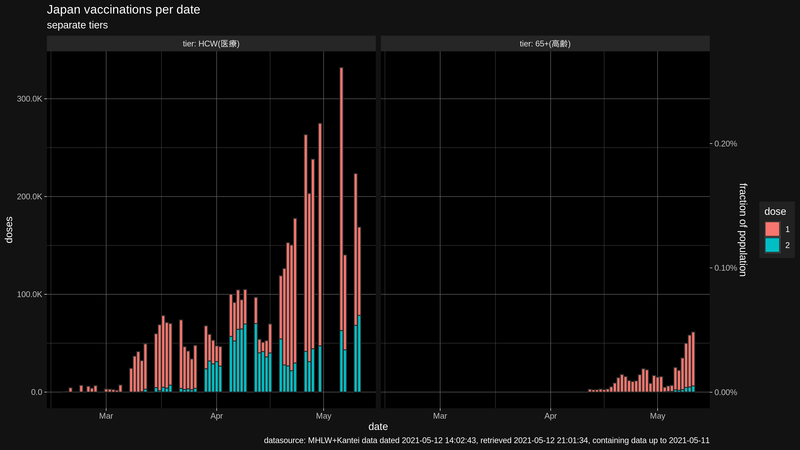 Japan vaccinations per date
separate tiers
tier: HCW(医療)
tier: 65+(高齢)
300.0K
200.0K
100.0K
0.0
doses
0.20%
0.10%
0.00%
fraction of population
dose
1
2
Mar
Apr
May
Mar
Apr
May
date
datasource: MHLW+Kantei data dated 2021-05-12 14:02:43, retrieved 2021-05-12 21:01:34, containing data up to 2021-05-11